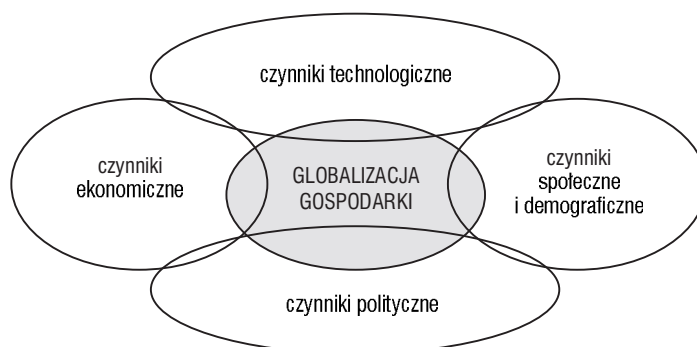 czynniki technologiczne
czynniki
ekonomiczne
GLOBALIZACJA
GOSPODARKI
czynniki
społeczne
i demograficzne
czynniki polityczne